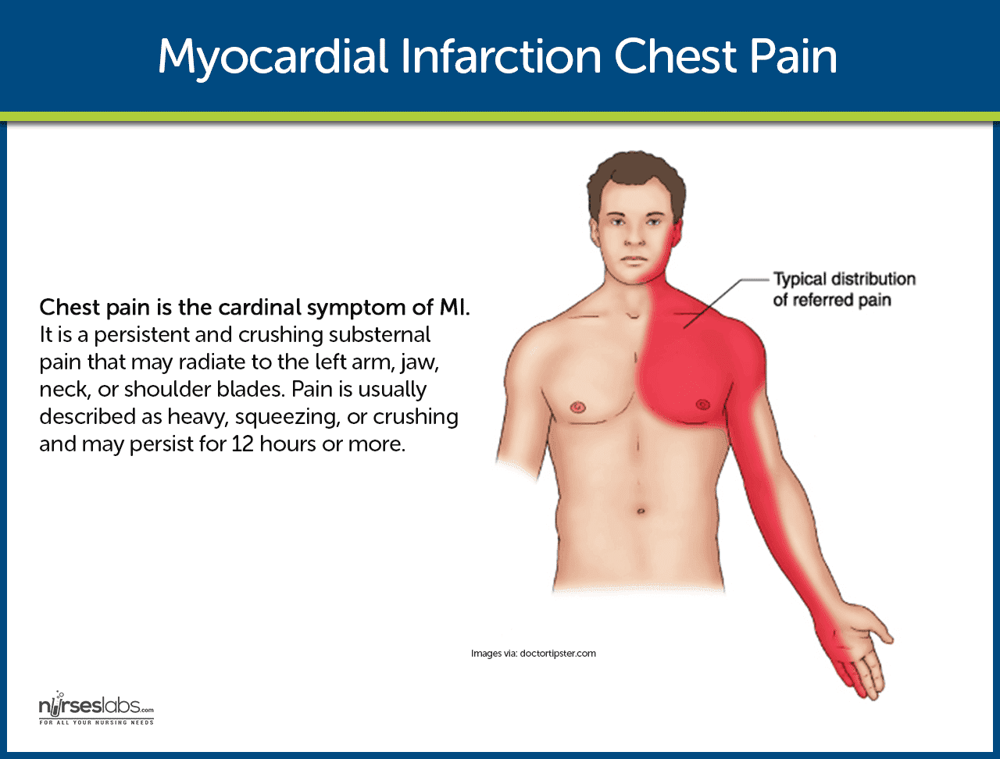 Myocardial Infarction Chest Pain
Typical distribution
of referred pain
Chest pain is the cardinal symptom of MI.
It is a persistent and crushing substernal
pain that may radiate to the left arm, jaw,
neck, or shoulder blades. Pain is usually
described as heavy, squeezing, or crushing
and may persist for 12 hours or more.
Images via: doctortipster.com
nurseslabs.com
FOR ALL YOUR NURSING NEEDS